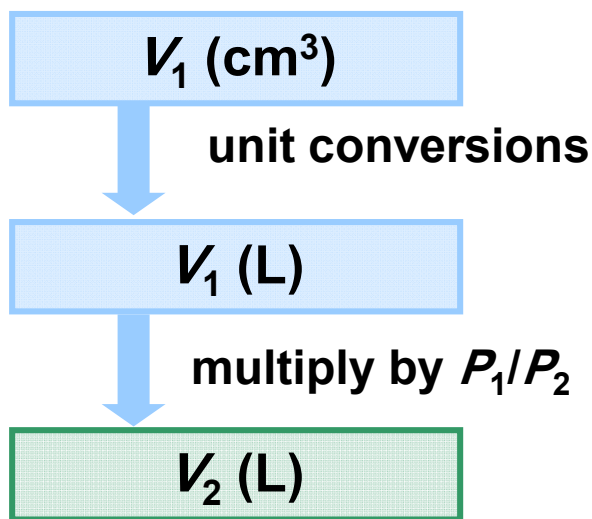 V₁ (cm³)
unit conversions
V₁ (L)
multiply by P₁/P₂
V₂ (L)